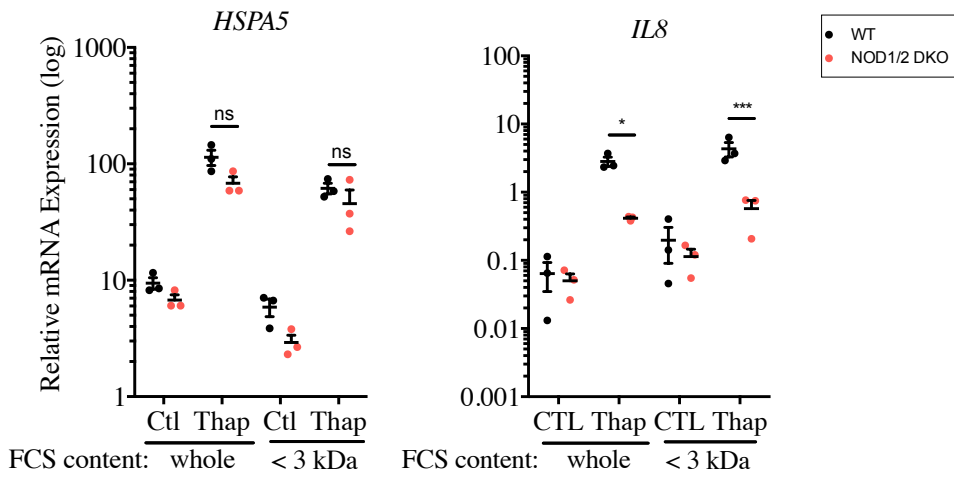 HSPA5
Relative mRNA Expression (log)
1000
100
10
1
ns
ns
Ctl Thap Ctl Thap
FCS content: whole < 3 kDa
IL8
100
10
1
0.1
0.01
0.001
*
***
CTL Thap CTL Thap
FCS content: whole < 3 kDa
WT
NOD1/2 DKO